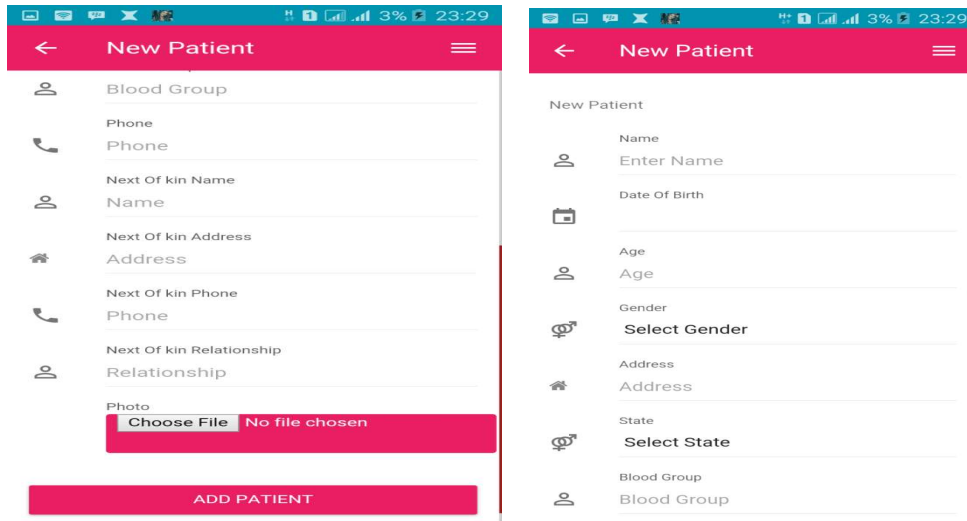 3% 23:29
New Patient
Blood Group
Phone
Phone
Next Of kin Name
Name
Next Of kin Address
Address
Next Of kin Phone
Phone
Next Of kin Relationship
Relationship
Photo
Choose File No file chosen
ADD PATIENT
3% 23:29
New Patient
New Patient
Name
Enter Name
Date Of Birth
Age
Age
Gender
Select Gender
Address
Address
State
Select State
Blood Group
Blood Group